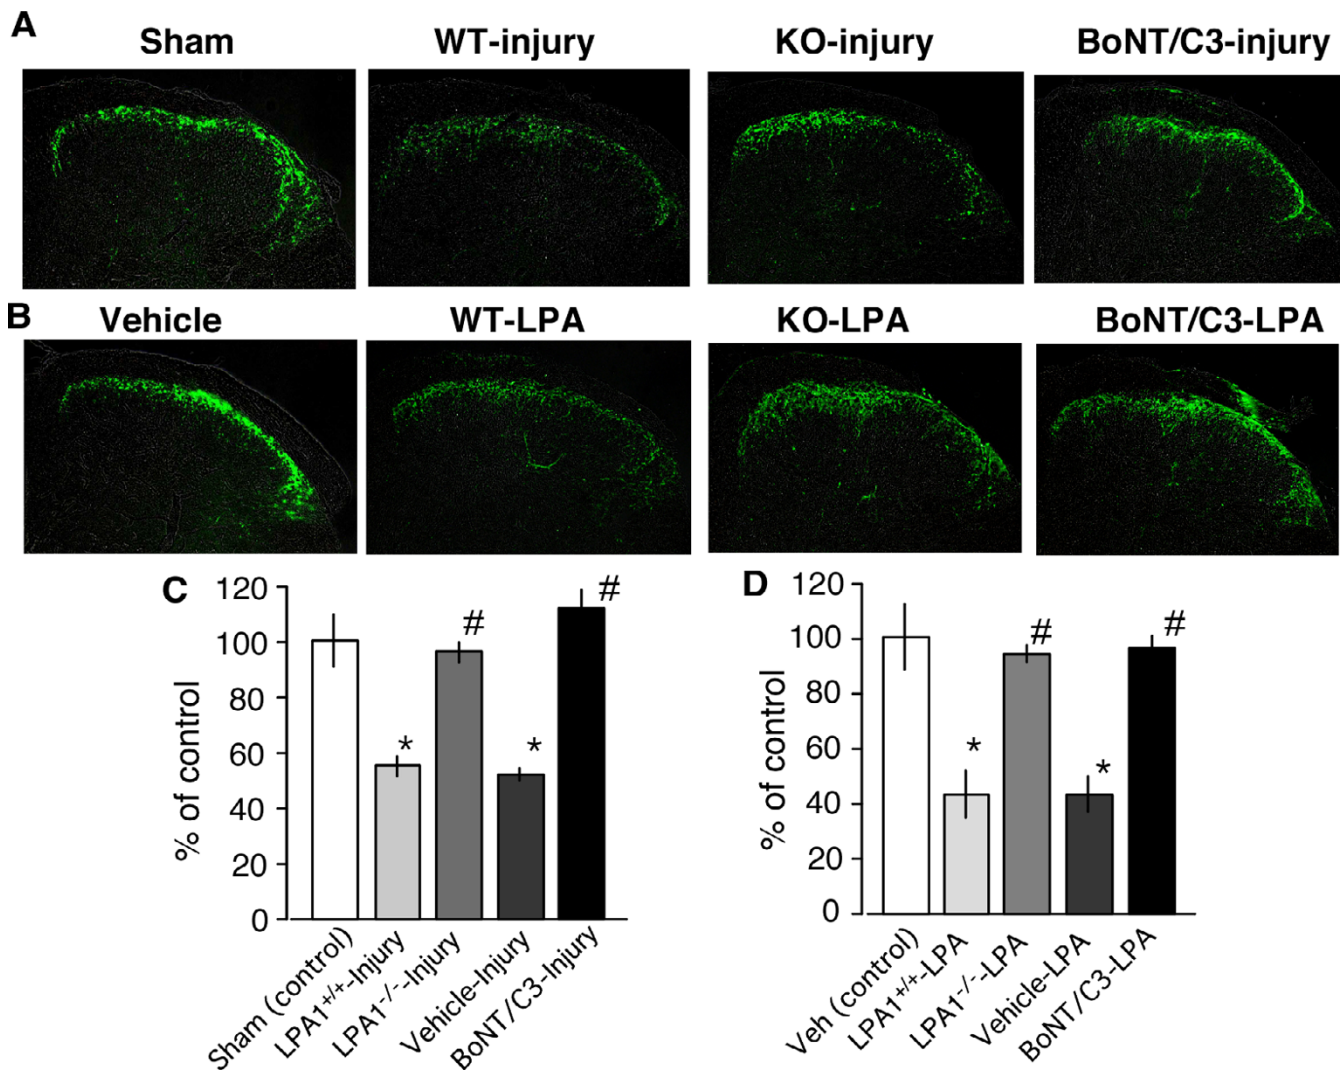 A
Sham
WT-injury
KO-injury
BoNT/C3-injury
B
Vehicle
WT-LPA
KO-LPA
BoNT/C3-LPA
C
% of control
120
100
80
60
40
20
0
*
#
*
#
Sham (control)
LPA1+/+-Injury
LPA1-/--Injury
Vehicle-Injury
BoNT/C3-Injury
D
% of control
120
100
80
60
40
20
0
*
#
*
#
Veh (control)
LPA1+/+-LPA
LPA1-/--LPA
Vehicle-LPA
BoNT/C3-LPA